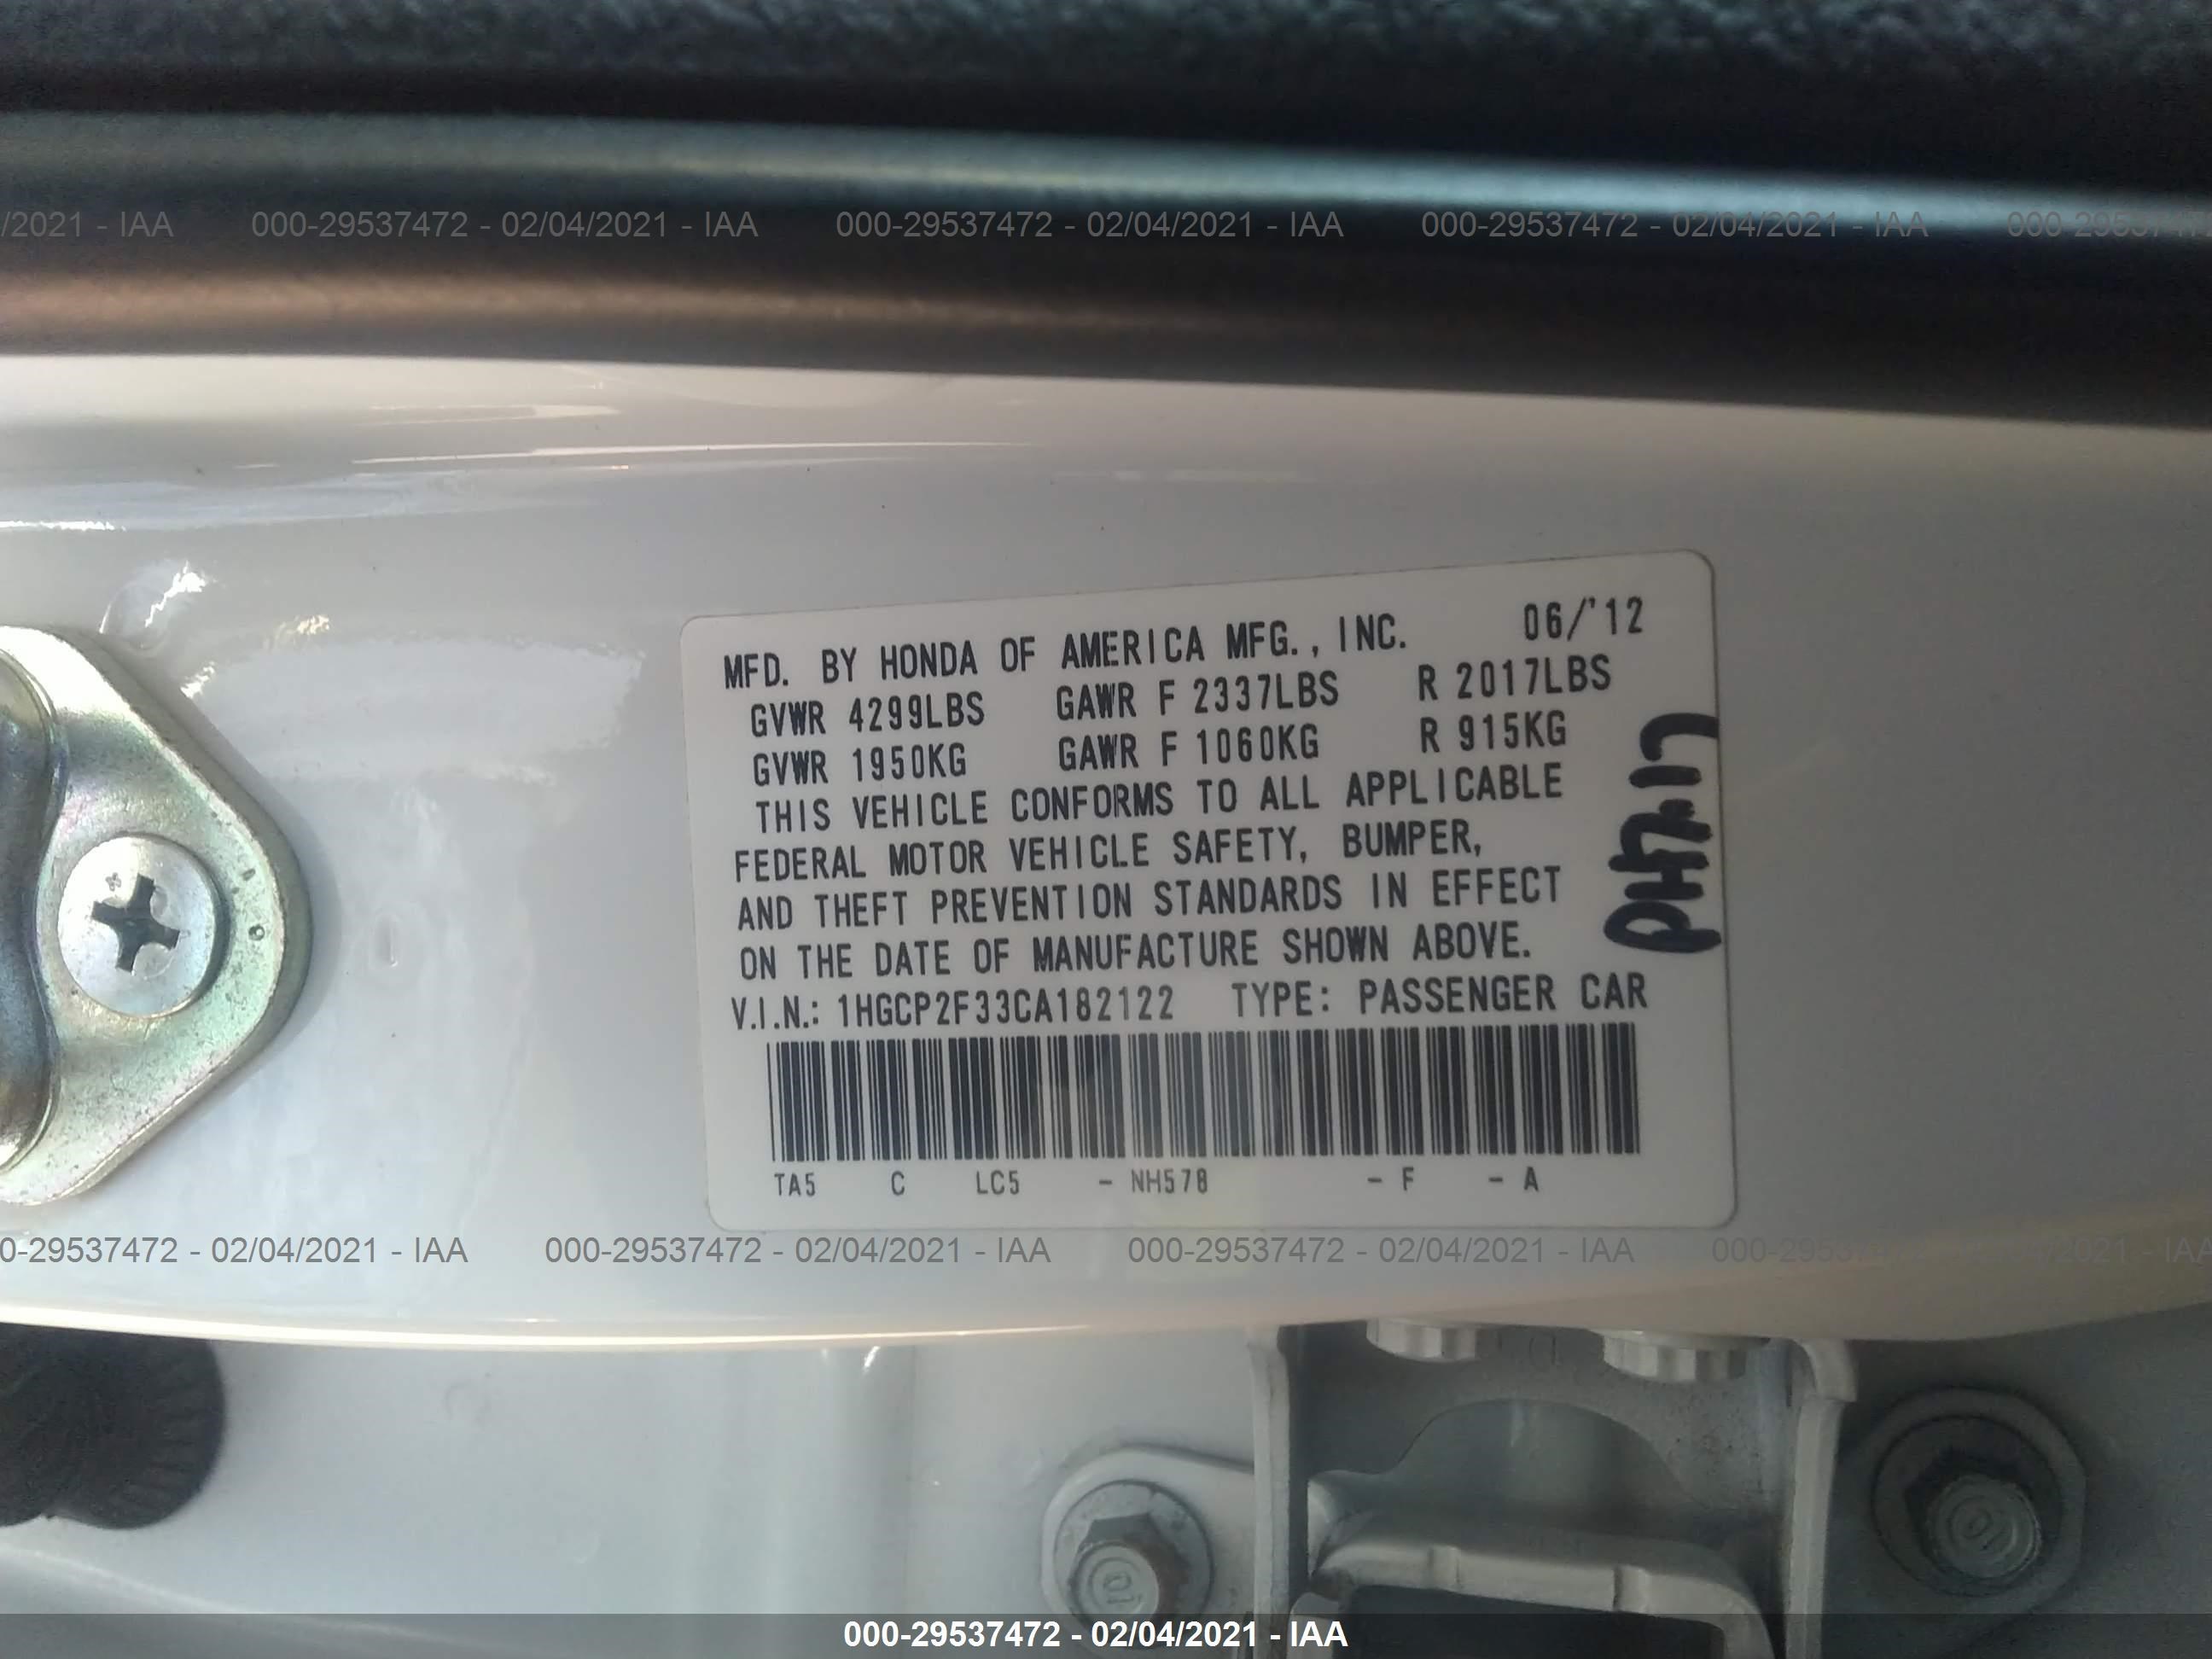 /2021 - IAA 000-29537472 - 02/04/2021 - IAA 000-29537472 - 02/04/2021 - IAA 000-29537472 - 02/04/2021 - IAA 000-2953747
MFD. BY HONDA OF AMERICA MFG., INC. 06/'12
GVWR 4299LBS GAWR F 2337LBS R 2017LBS
GVWR 1950KG GAWR F 1060KG R 915KG
THIS VEHICLE CONFORMS TO ALL APPLICABLE
FEDERAL MOTOR VEHICLE SAFETY, BUMPER,
AND THEFT PREVENTION STANDARDS IN EFFECT
ON THE DATE OF MANUFACTURE SHOWN ABOVE.
V.I.N.: 1HGCP2F33CA182122 TYPE: PASSENGER CAR
TA5 C LC5 - NH578 - F - A
0-29537472 - 02/04/2021 - IAA 000-29537472 - 02/04/2021 - IAA 000-29537472 - 02/04/2021 - IAA
000-29537472 - 02/04/2021 - IAA